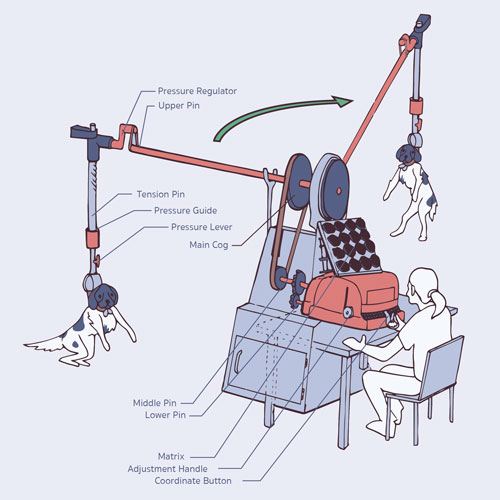 Pressure Regulator
Upper Pin
Tension Pin
Pressure Guide
Pressure Lever
Main Cog
Middle Pin
Lower Pin
Matrix
Adjustment Handle
Coordinate Button